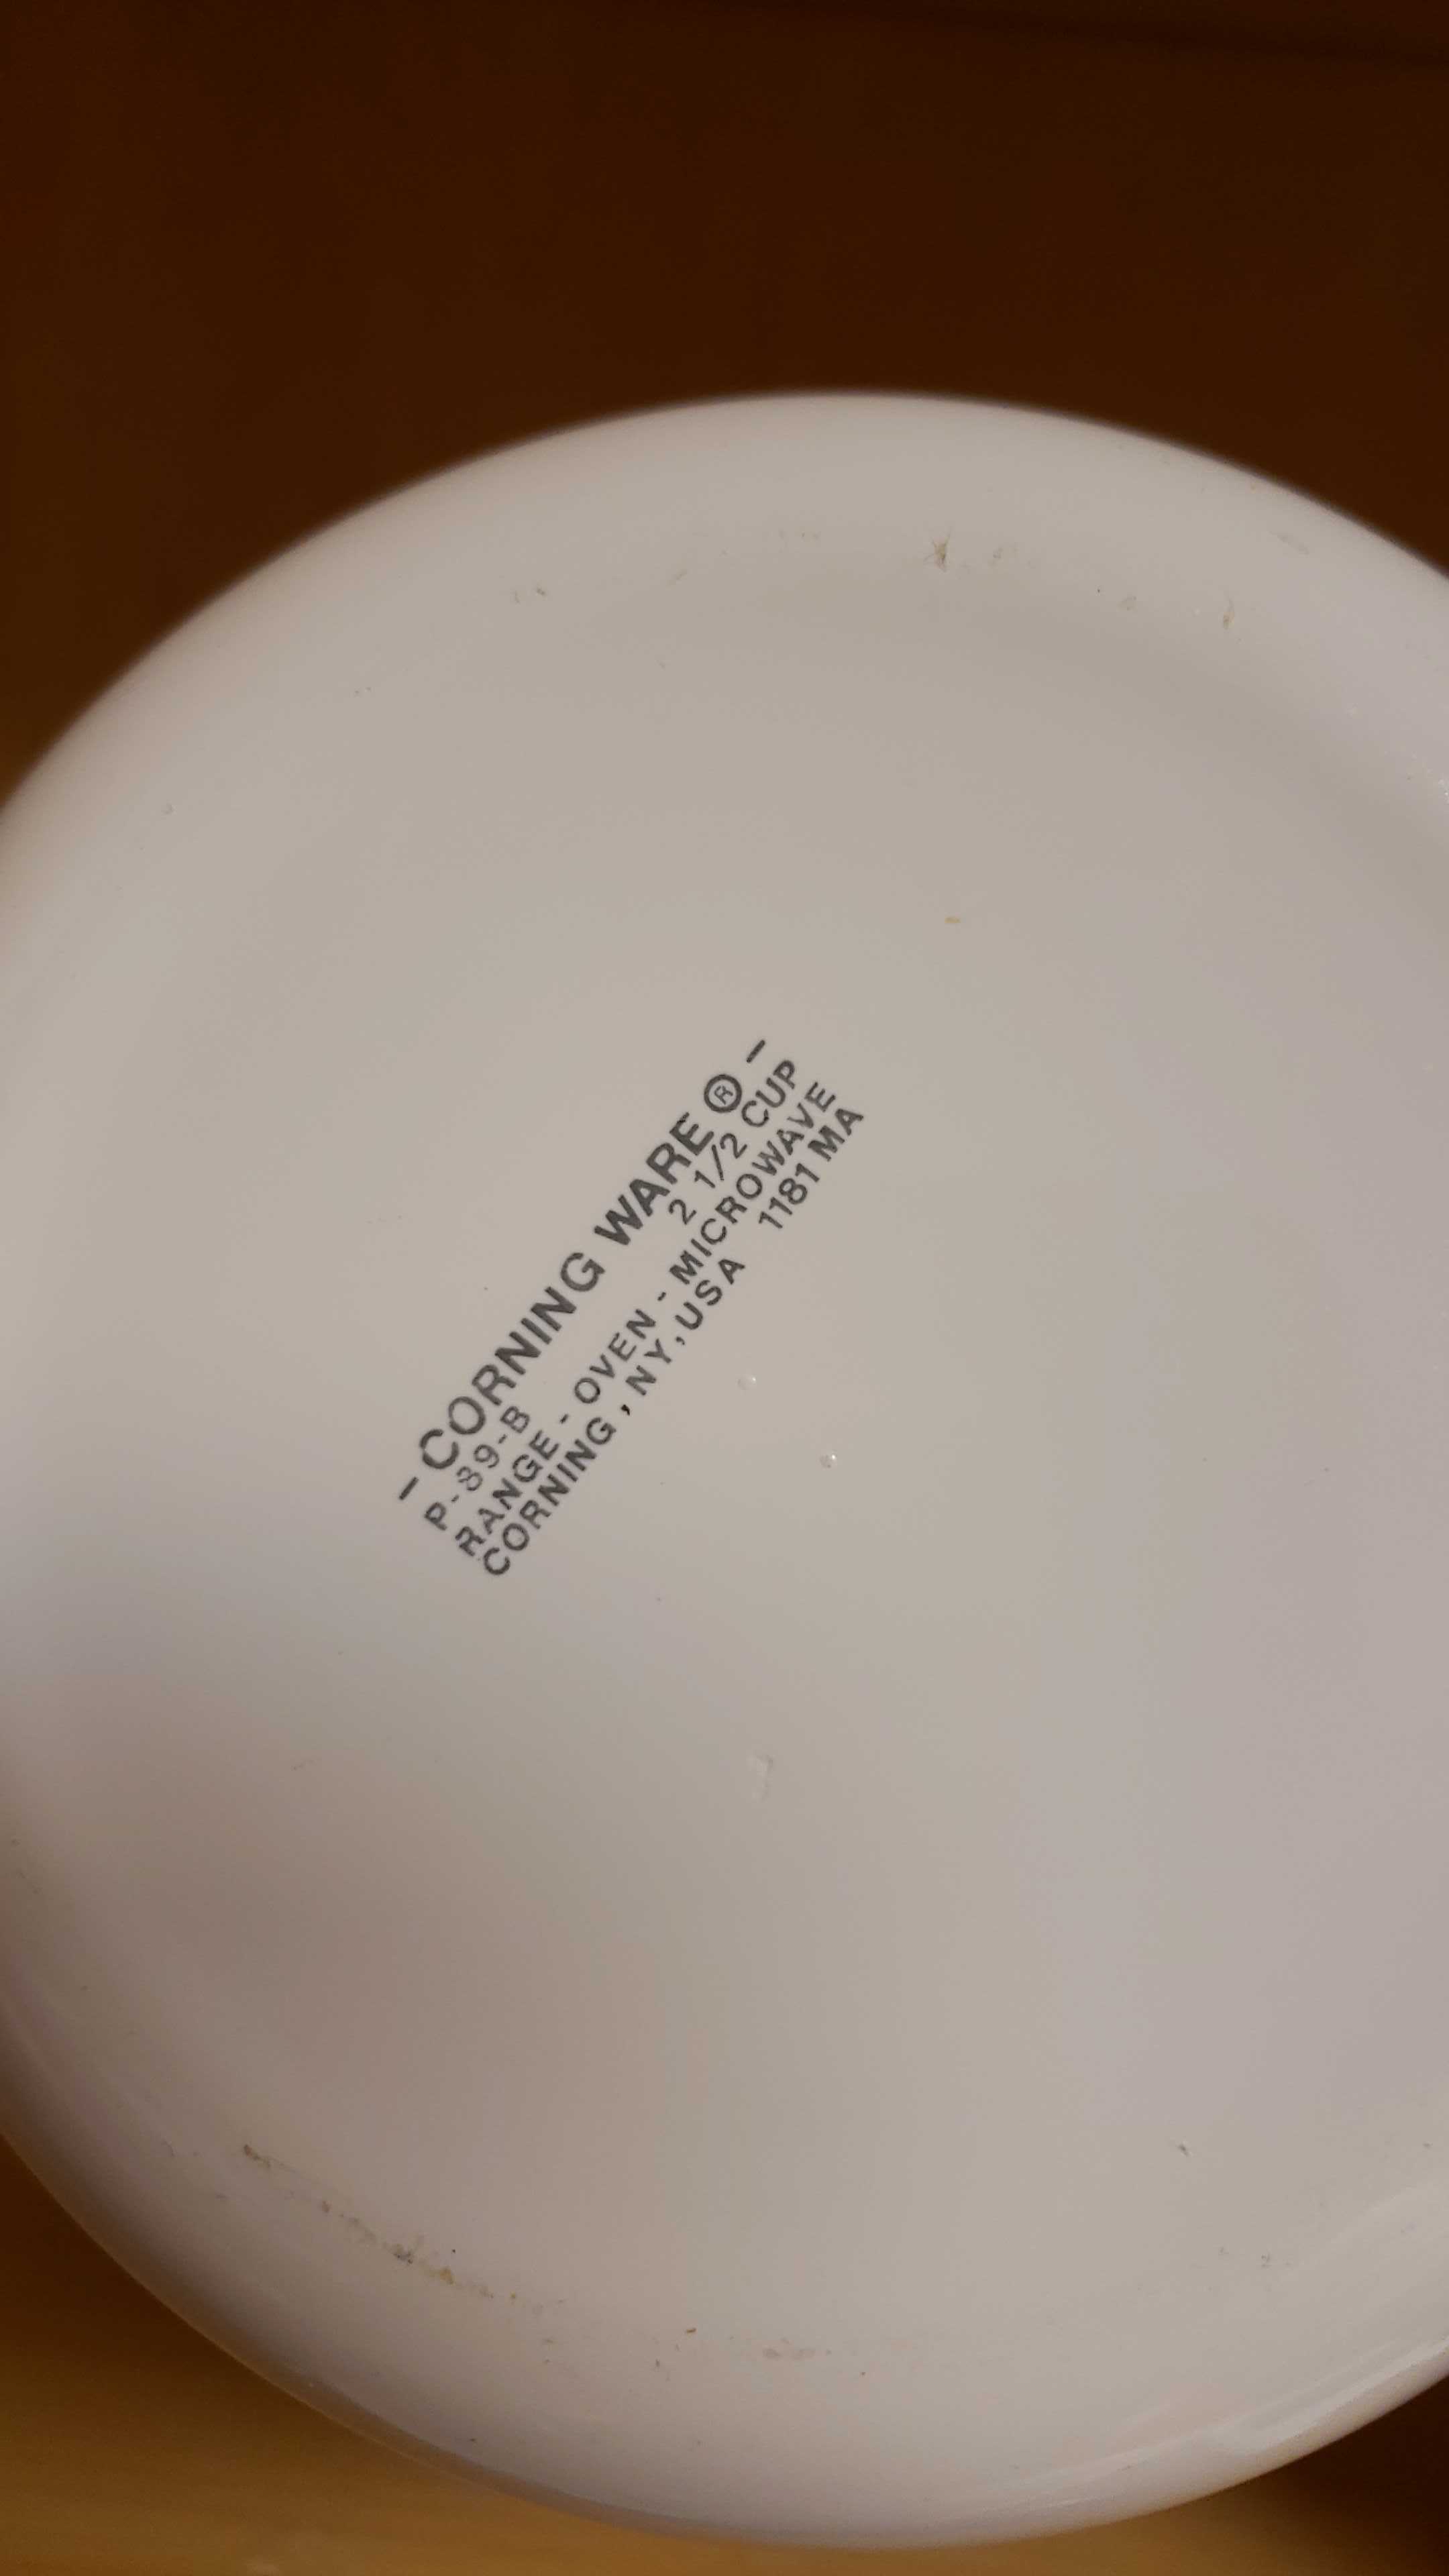 - CORNING WARE ® -
P-89-B 2 1/2 CUP
RANGE - OVEN - MICROWAVE
CORNING, NY, USA 1181 MA